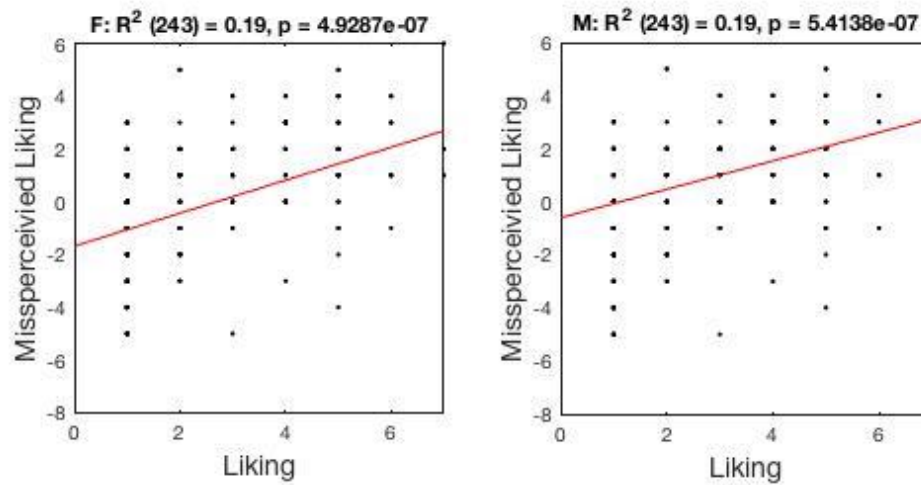 F: R² (243) = 0.19, p = 4.9287e-07
6
4
2
0
-2
-4
-6
-8
Missperceivied Liking
0 2 4 6
Liking
M: R² (243) = 0.19, p = 5.4138e-07
6
4
2
0
-2
-4
-6
-8
Missperceivied Liking
0 2 4 6
Liking